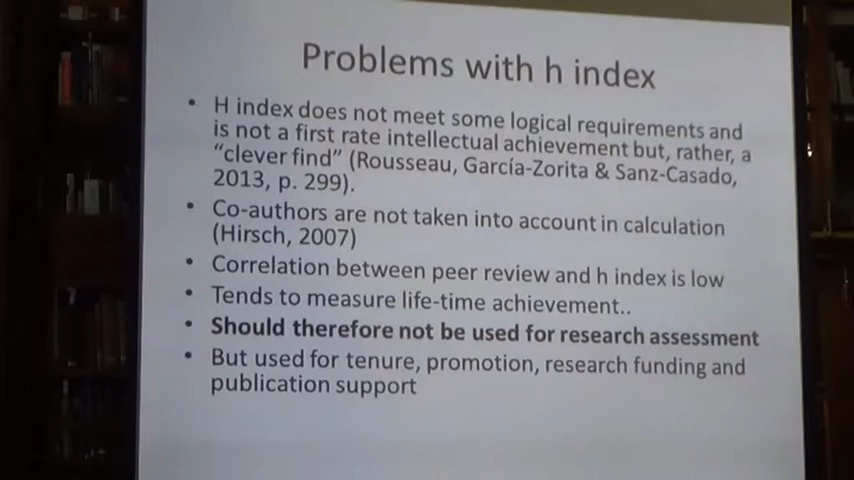 Problems with h index
• H index does not meet some logical requirements and
is not a first rate intellectual achievement but, rather, a
“clever find” (Rousseau, García-Zorita & Sanz-Casado,
2013, p. 299).
• Co-authors are not taken into account in calculation
(Hirsch, 2007)
• Correlation between peer review and h index is low
• Tends to measure life-time achievement..
• Should therefore not be used for research assessment
• But used for tenure, promotion, research funding and
publication support